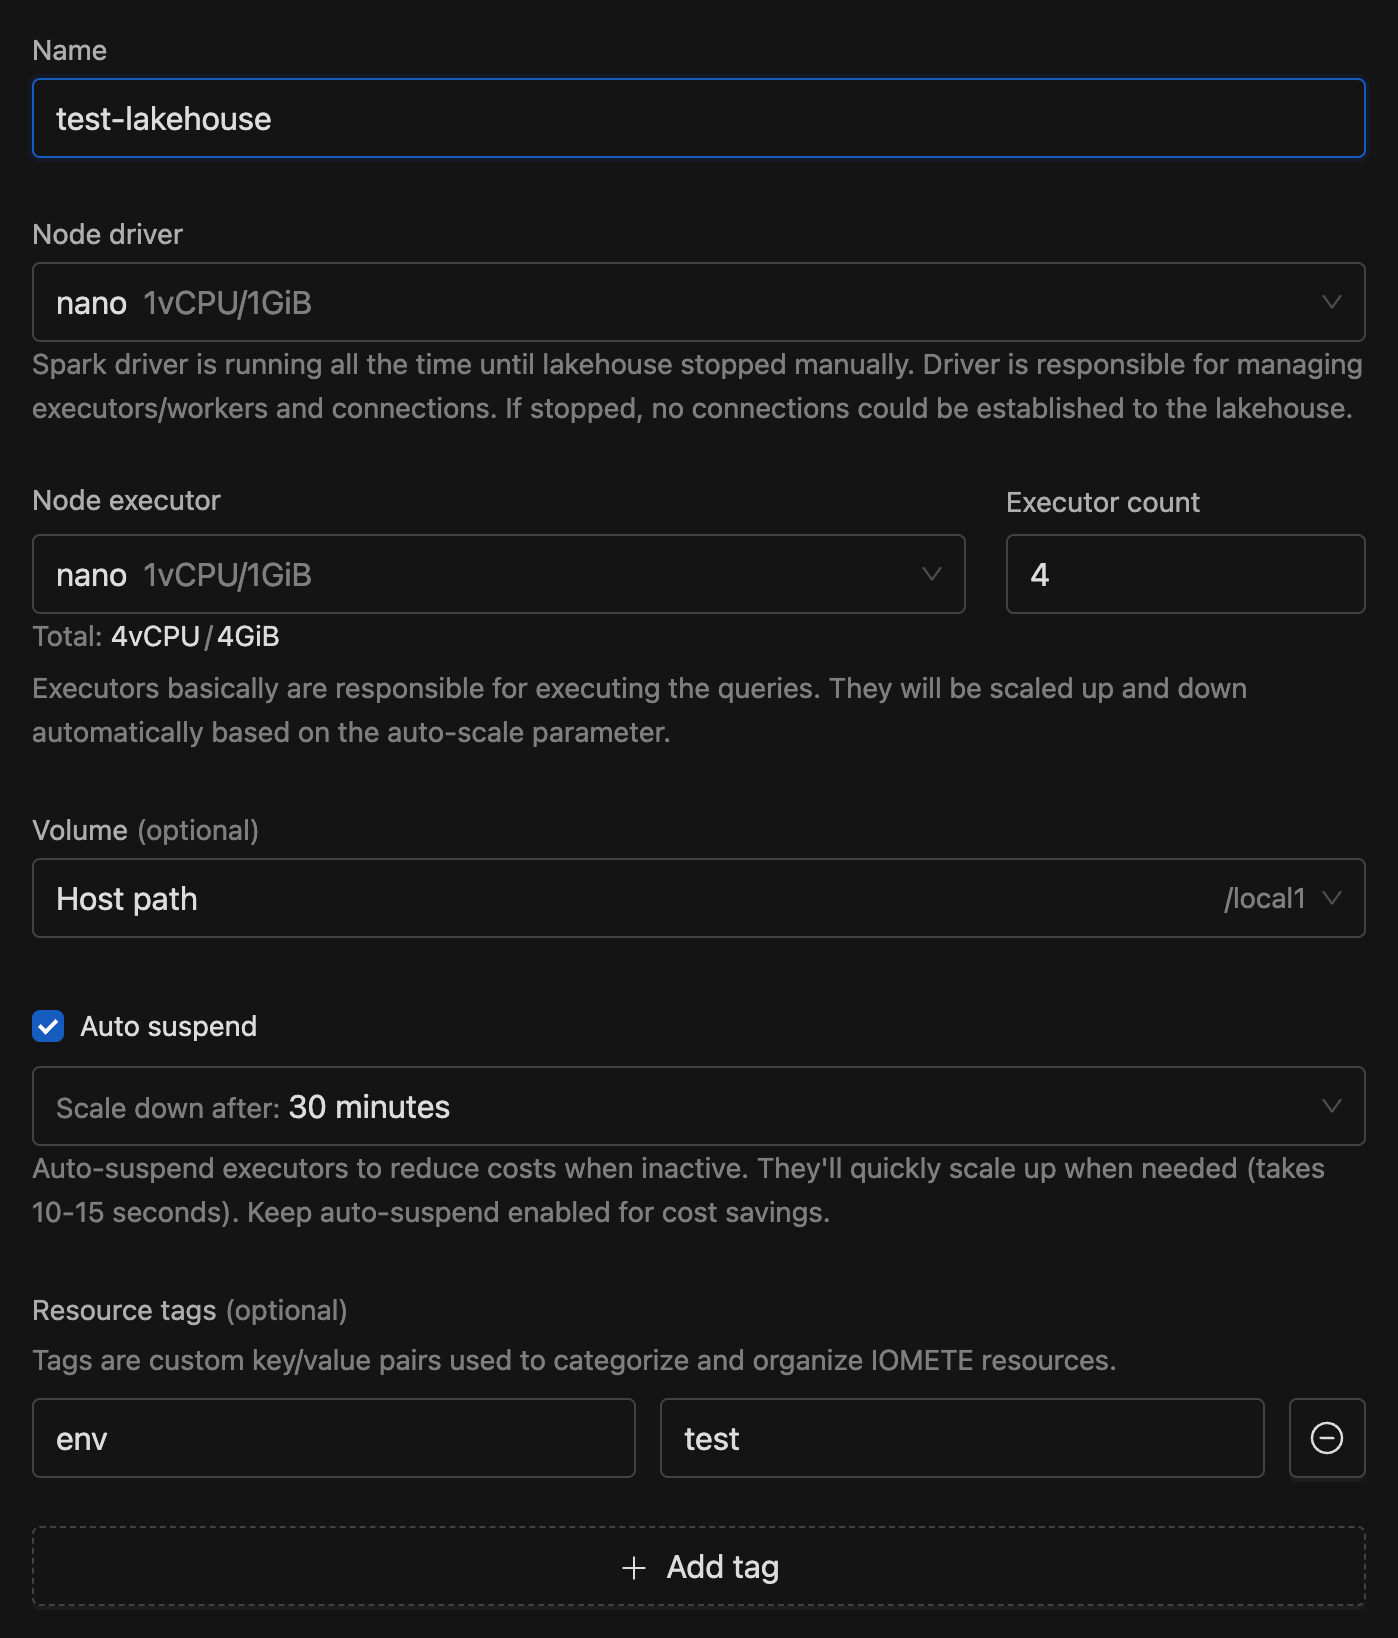 Name
test-lakehouse
Node driver
nano 1vCPU/1GiB
Spark driver is running all the time until lakehouse stopped manually. Driver is responsible for managing
executors/workers and connections. If stopped, no connections could be established to the lakehouse.
Node executor
Executor count
nano 1vCPU/1GiB
4
Total: 4vCPU/4GiB
Executors basically are responsible for executing the queries. They will be scaled up and down
automatically based on the auto-scale parameter.
Volume (optional)
Host path /local1
Auto suspend
Scale down after: 30 minutes
Auto-suspend executors to reduce costs when inactive. They'll quickly scale up when needed (takes
10-15 seconds). Keep auto-suspend enabled for cost savings.
Resource tags (optional)
Tags are custom key/value pairs used to categorize and organize IOMETE resources.
env
test
+ Add tag